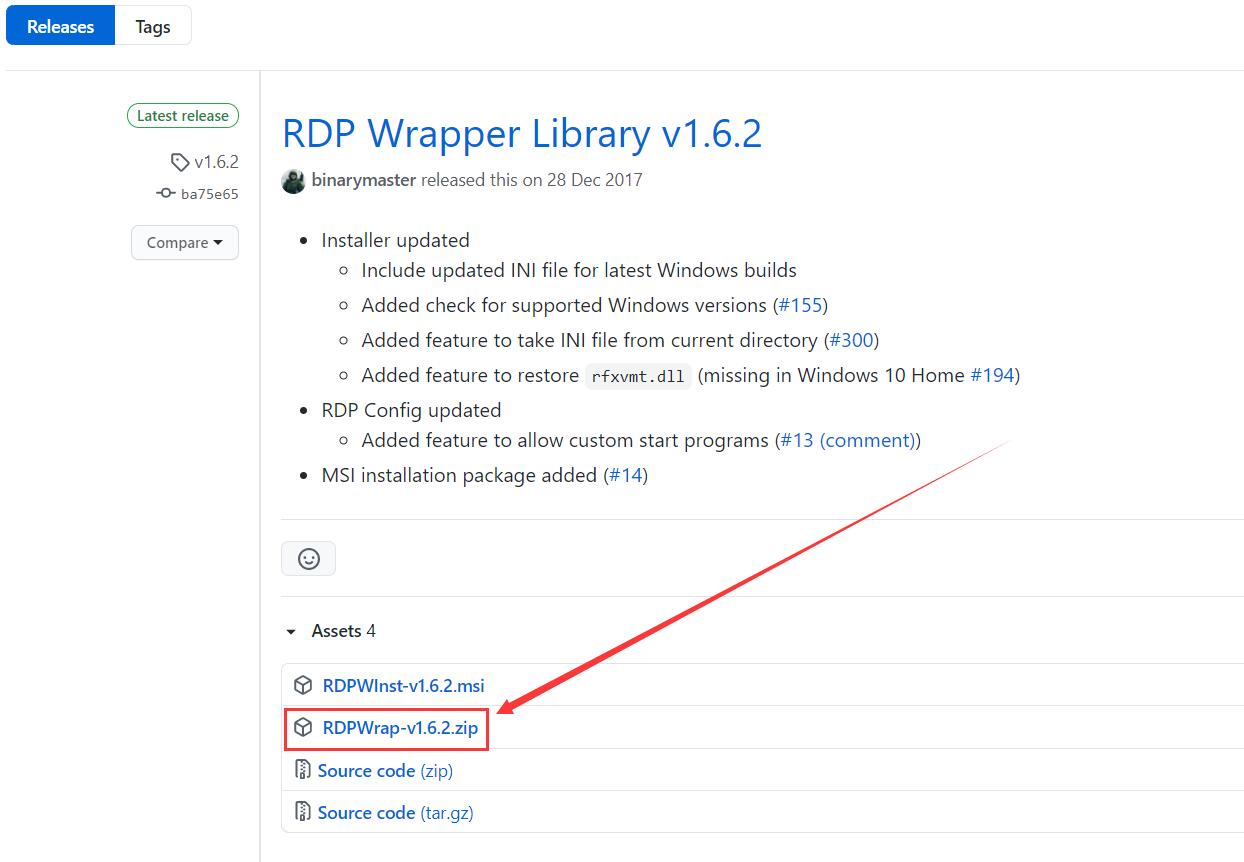 Releases
Tags
Latest release
v1.6.2
ba75e65
Compare
RDP Wrapper Library v1.6.2
binarymaster released this on 28 Dec 2017
Installer updated
Include updated INI file for latest Windows builds
Added check for supported Windows versions (#155)
Added feature to take INI file from current directory (#300)
Added feature to restore rfxvmt.dll (missing in Windows 10 Home #194)
RDP Config updated
Added feature to allow custom start programs (#13 (comment))
MSI installation package added (#14)
Assets 4
RDPWInst-v1.6.2.msi
RDPWrap-v1.6.2.zip
Source code (zip)
Source code (tar.gz)